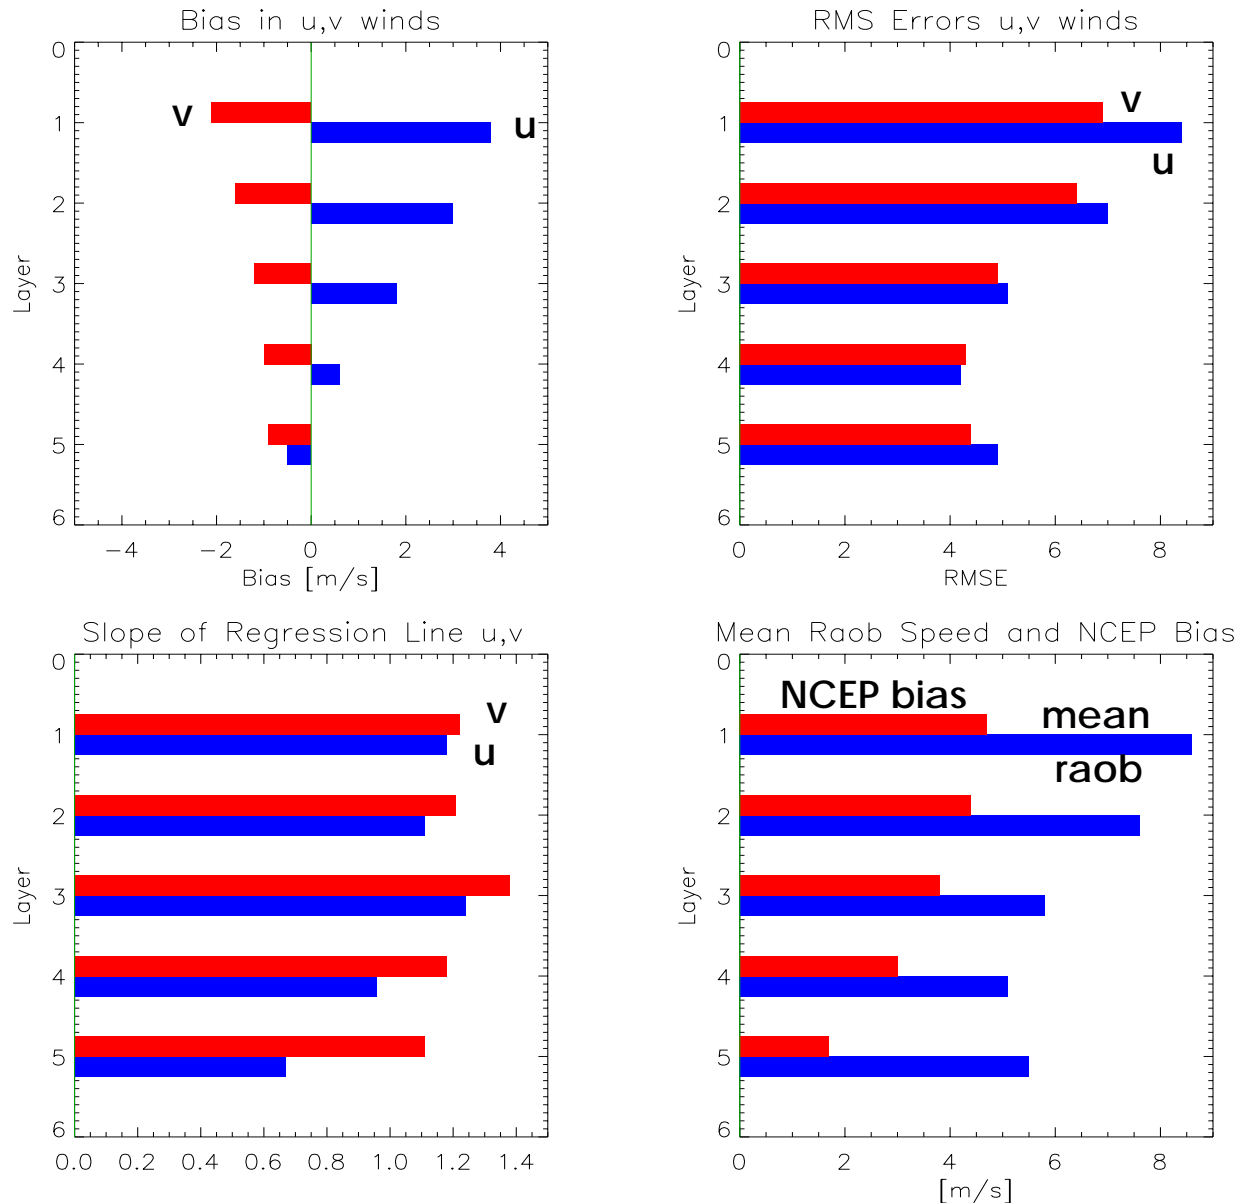 Bias in u,v winds
0
1
2
3
4
5
6
Layer
v
u
−4
−2
0
2
4
Bias [m/s]
RMS Errors u,v winds
0
1
2
3
4
5
6
Layer
v
u
0
2
4
6
8
RMSE
Slope of Regression Line u,v
0
1
2
3
4
5
6
Layer
v
u
0.0
0.2
0.4
0.6
0.8
1.0
1.2
1.4
Mean Raob Speed and NCEP Bias
0
1
2
3
4
5
6
Layer
NCEP bias
mean
raob
0
2
4
6
8
[m/s]